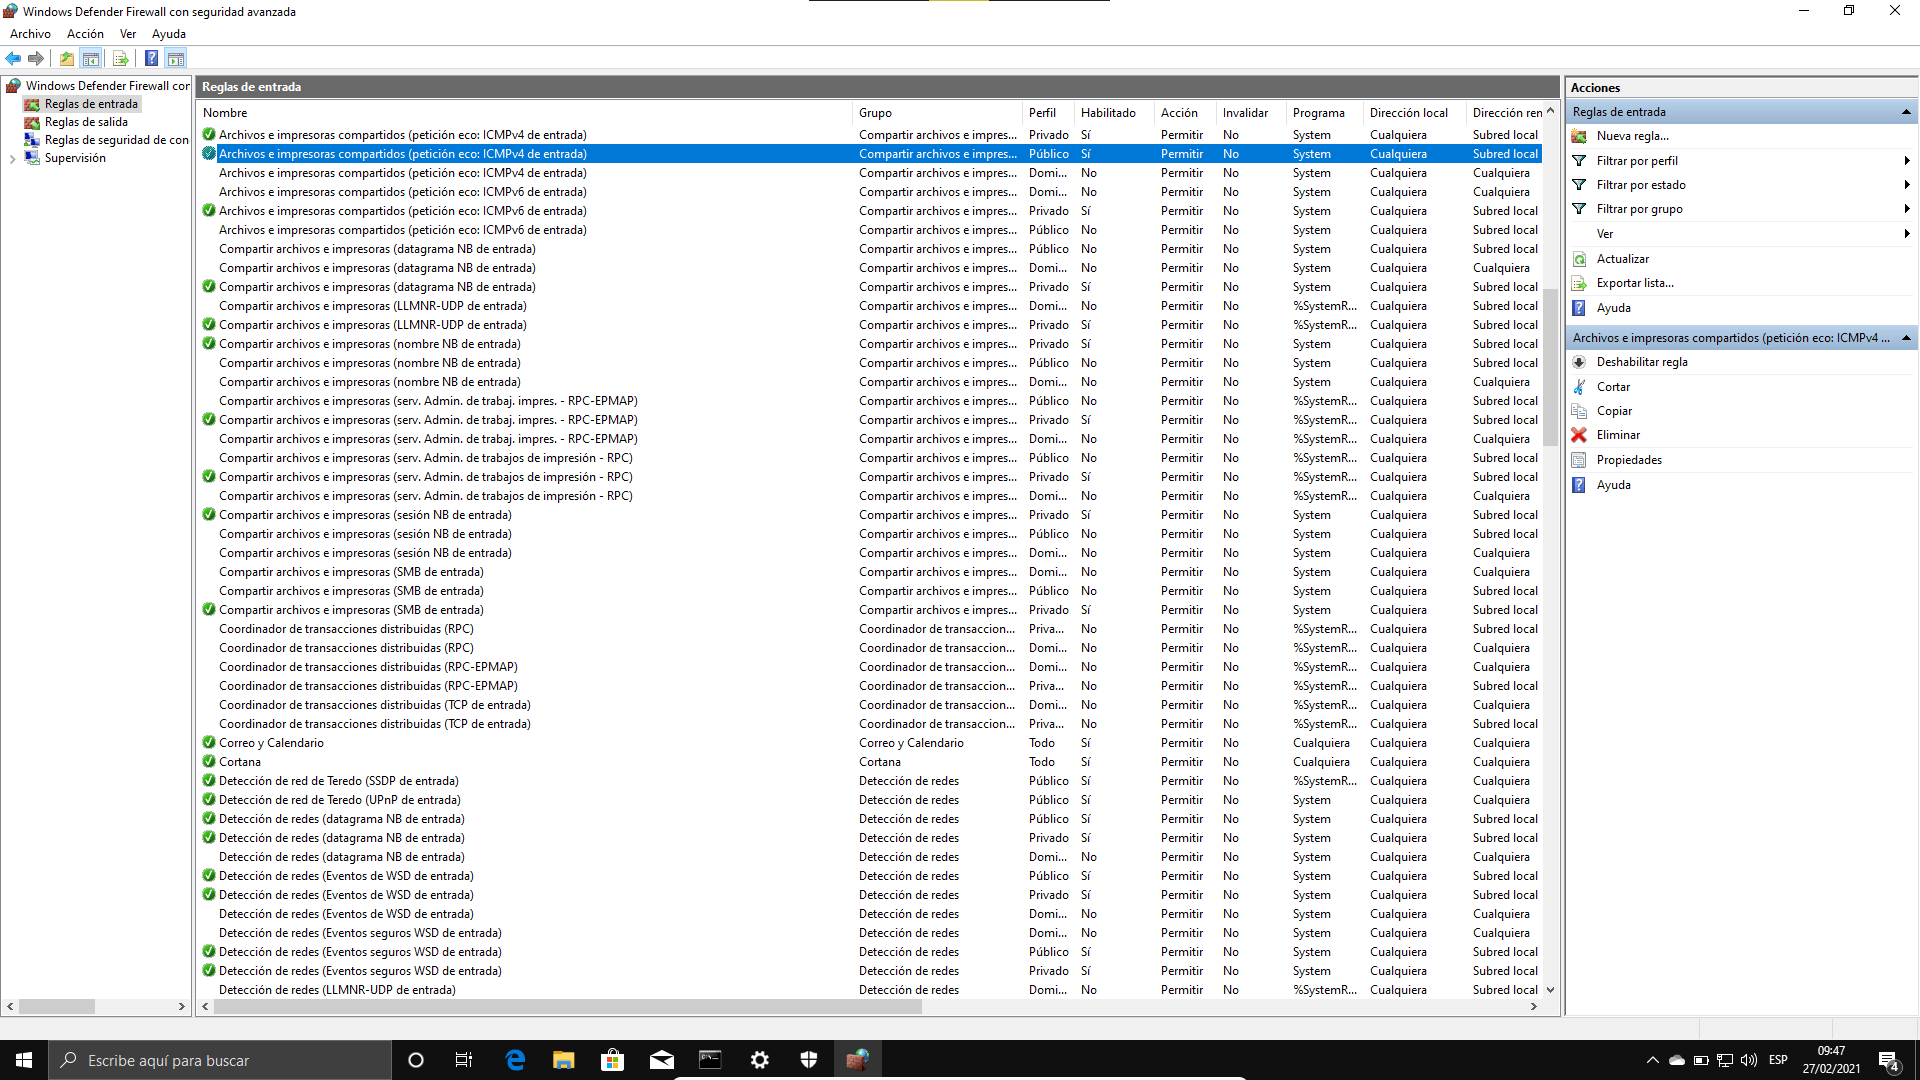 Windows Defender Firewall con seguridad avanzada
Archivo Acción Ver Ayuda
Windows Defender Firewall cor
Reglas de entrada
Reglas de salida
Reglas de seguridad de con
Supervisión
Reglas de entrada
Nombre Grupo Perfil Habilitado Acción Invalidar Programa Dirección local Dirección ren
Archivos e impresoras compartidos (petición eco: ICMPv4 de entrada) Compartir archivos e impres... Privado Sí Permitir No System Cualquiera Subred local
Archivos e impresoras compartidos (petición eco: ICMPv4 de entrada) Compartir archivos e impres... Público Sí Permitir No System Cualquiera Subred local
Archivos e impresoras compartidos (petición eco: ICMPv4 de entrada) Compartir archivos e impres... Domi... No Permitir No System Cualquiera Cualquiera
Archivos e impresoras compartidos (petición eco: ICMPv6 de entrada) Compartir archivos e impres... Domi... No Permitir No System Cualquiera Cualquiera
Archivos e impresoras compartidos (petición eco: ICMPv6 de entrada) Compartir archivos e impres... Privado Sí Permitir No System Cualquiera Subred local
Archivos e impresoras compartidos (petición eco: ICMPv6 de entrada) Compartir archivos e impres... Público No Permitir No System Cualquiera Subred local
Compartir archivos e impresoras (datagrama NB de entrada) Compartir archivos e impres... Público No Permitir No System Cualquiera Subred local
Compartir archivos e impresoras (datagrama NB de entrada) Compartir archivos e impres... Domi... No Permitir No System Cualquiera Cualquiera
Compartir archivos e impresoras (datagrama NB de entrada) Compartir archivos e impres... Privado Sí Permitir No System Cualquiera Subred local
Compartir archivos e impresoras (LLMNR-UDP de entrada) Compartir archivos e impres... Domi... No Permitir No %SystemR... Cualquiera Subred local
Compartir archivos e impresoras (LLMNR-UDP de entrada) Compartir archivos e impres... Privado Sí Permitir No %SystemR... Cualquiera Subred local
Compartir archivos e impresoras (nombre NB de entrada) Compartir archivos e impres... Privado Sí Permitir No System Cualquiera Subred local
Compartir archivos e impresoras (nombre NB de entrada) Compartir archivos e impres... Público No Permitir No System Cualquiera Subred local
Compartir archivos e impresoras (nombre NB de entrada) Compartir archivos e impres... Domi... No Permitir No System Cualquiera Cualquiera
Compartir archivos e impresoras (serv. Admin. de trabaj. impres. - RPC-EPMAP) Compartir archivos e impres... Público No Permitir No %SystemR... Cualquiera Subred local
Compartir archivos e impresoras (serv. Admin. de trabaj. impres. - RPC-EPMAP) Compartir archivos e impres... Privado Sí Permitir No %SystemR... Cualquiera Subred local
Compartir archivos e impresoras (serv. Admin. de trabaj. impres. - RPC-EPMAP) Compartir archivos e impres... Domi... No Permitir No %SystemR... Cualquiera Cualquiera
Compartir archivos e impresoras (serv. Admin. de trabajos de impresión - RPC) Compartir archivos e impres... Público No Permitir No %SystemR... Cualquiera Subred local
Compartir archivos e impresoras (serv. Admin. de trabajos de impresión - RPC) Compartir archivos e impres... Privado Sí Permitir No %SystemR... Cualquiera Subred local
Compartir archivos e impresoras (serv. Admin. de trabajos de impresión - RPC) Compartir archivos e impres... Domi... No Permitir No %SystemR... Cualquiera Cualquiera
Compartir archivos e impresoras (sesión NB de entrada) Compartir archivos e impres... Privado Sí Permitir No System Cualquiera Subred local
Compartir archivos e impresoras (sesión NB de entrada) Compartir archivos e impres... Público No Permitir No System Cualquiera Subred local
Compartir archivos e impresoras (sesión NB de entrada) Compartir archivos e impres... Domi... No Permitir No System Cualquiera Cualquiera
Compartir archivos e impresoras (SMB de entrada) Compartir archivos e impres... Domi... No Permitir No System Cualquiera Cualquiera
Compartir archivos e impresoras (SMB de entrada) Compartir archivos e impres... Público No Permitir No System Cualquiera Subred local
Compartir archivos e impresoras (SMB de entrada) Compartir archivos e impres... Privado Sí Permitir No System Cualquiera Subred local
Coordinador de transacciones distribuidas (RPC) Coordinador de transaccion... Priva... No Permitir No %SystemR... Cualquiera Subred local
Coordinador de transacciones distribuidas (RPC) Coordinador de transaccion... Domi... No Permitir No %SystemR... Cualquiera Cualquiera
Coordinador de transacciones distribuidas (RPC-EPMAP) Coordinador de transaccion... Domi... No Permitir No %SystemR... Cualquiera Cualquiera
Coordinador de transacciones distribuidas (RPC-EPMAP) Coordinador de transaccion... Priva... No Permitir No %SystemR... Cualquiera Subred local
Coordinador de transacciones distribuidas (TCP de entrada) Coordinador de transaccion... Domi... No Permitir No %SystemR... Cualquiera Cualquiera
Coordinador de transacciones distribuidas (TCP de entrada) Coordinador de transaccion... Priva... No Permitir No %SystemR... Cualquiera Subred local
Correo y Calendario Correo y Calendario Todo Sí Permitir No Cualquiera Cualquiera Cualquiera
Cortana Cortana Todo Sí Permitir No Cualquiera Cualquiera Cualquiera
Detección de red de Teredo (SSDP de entrada) Detección de redes Público Sí Permitir No %SystemR... Cualquiera Cualquiera
Detección de red de Teredo (UPnP de entrada) Detección de redes Público Sí Permitir No System Cualquiera Cualquiera
Detección de redes (datagrama NB de entrada) Detección de redes Público Sí Permitir No System Cualquiera Subred local
Detección de redes (datagrama NB de entrada) Detección de redes Privado Sí Permitir No System Cualquiera Subred local
Detección de redes (datagrama NB de entrada) Detección de redes Domi... No Permitir No System Cualquiera Cualquiera
Detección de redes (Eventos de WSD de entrada) Detección de redes Público Sí Permitir No System Cualquiera Subred local
Detección de redes (Eventos de WSD de entrada) Detección de redes Privado Sí Permitir No System Cualquiera Subred local
Detección de redes (Eventos de WSD de entrada) Detección de redes Domi... No Permitir No System Cualquiera Cualquiera
Detección de redes (Eventos seguros WSD de entrada) Detección de redes Domi... No Permitir No System Cualquiera Cualquiera
Detección de redes (Eventos seguros WSD de entrada) Detección de redes Público Sí Permitir No System Cualquiera Subred local
Detección de redes (Eventos seguros WSD de entrada) Detección de redes Privado Sí Permitir No System Cualquiera Subred local
Detección de redes (LLMNR-UDP de entrada) Detección de redes Domi... No Permitir No %SystemR... Cualquiera Subred local
Acciones
Reglas de entrada
Nueva regla...
Filtrar por perfil
Filtrar por estado
Filtrar por grupo
Ver
Actualizar
Exportar lista...
Ayuda
Archivos e impresoras compartidos (petición eco: ICMPv4 ...
Deshabilitar regla
Cortar
Copiar
Eliminar
Propiedades
Ayuda
Escribe aquí para buscar
ESP
09:47
27/02/2021
4